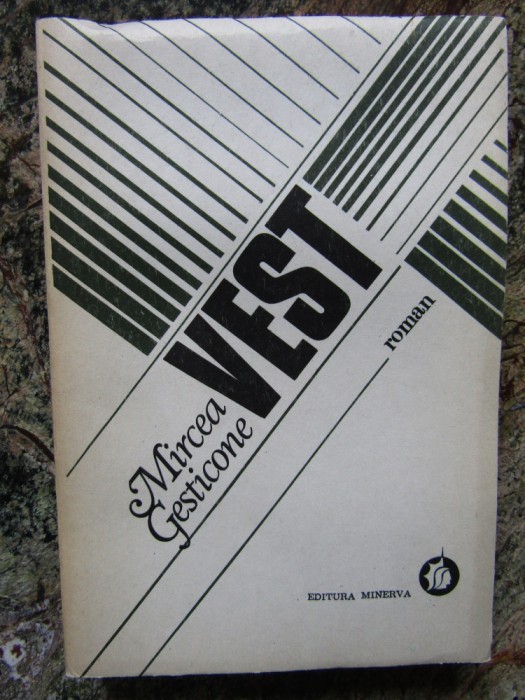 VEST
Mircea
Gesticone
roman
EDITURA MINERVA